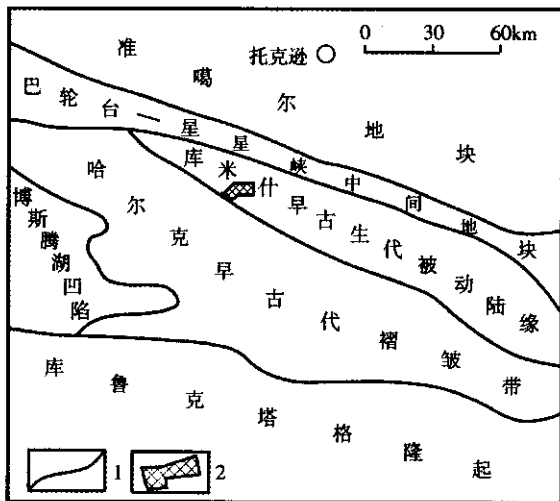 准噶尔地块
托克逊
0 30 60km
巴轮台—星星峡中间地块
库米什早古生代被动陆缘
哈尔克早古代褶皱带
博斯腾湖凹陷
库鲁克塔格隆起
1
2